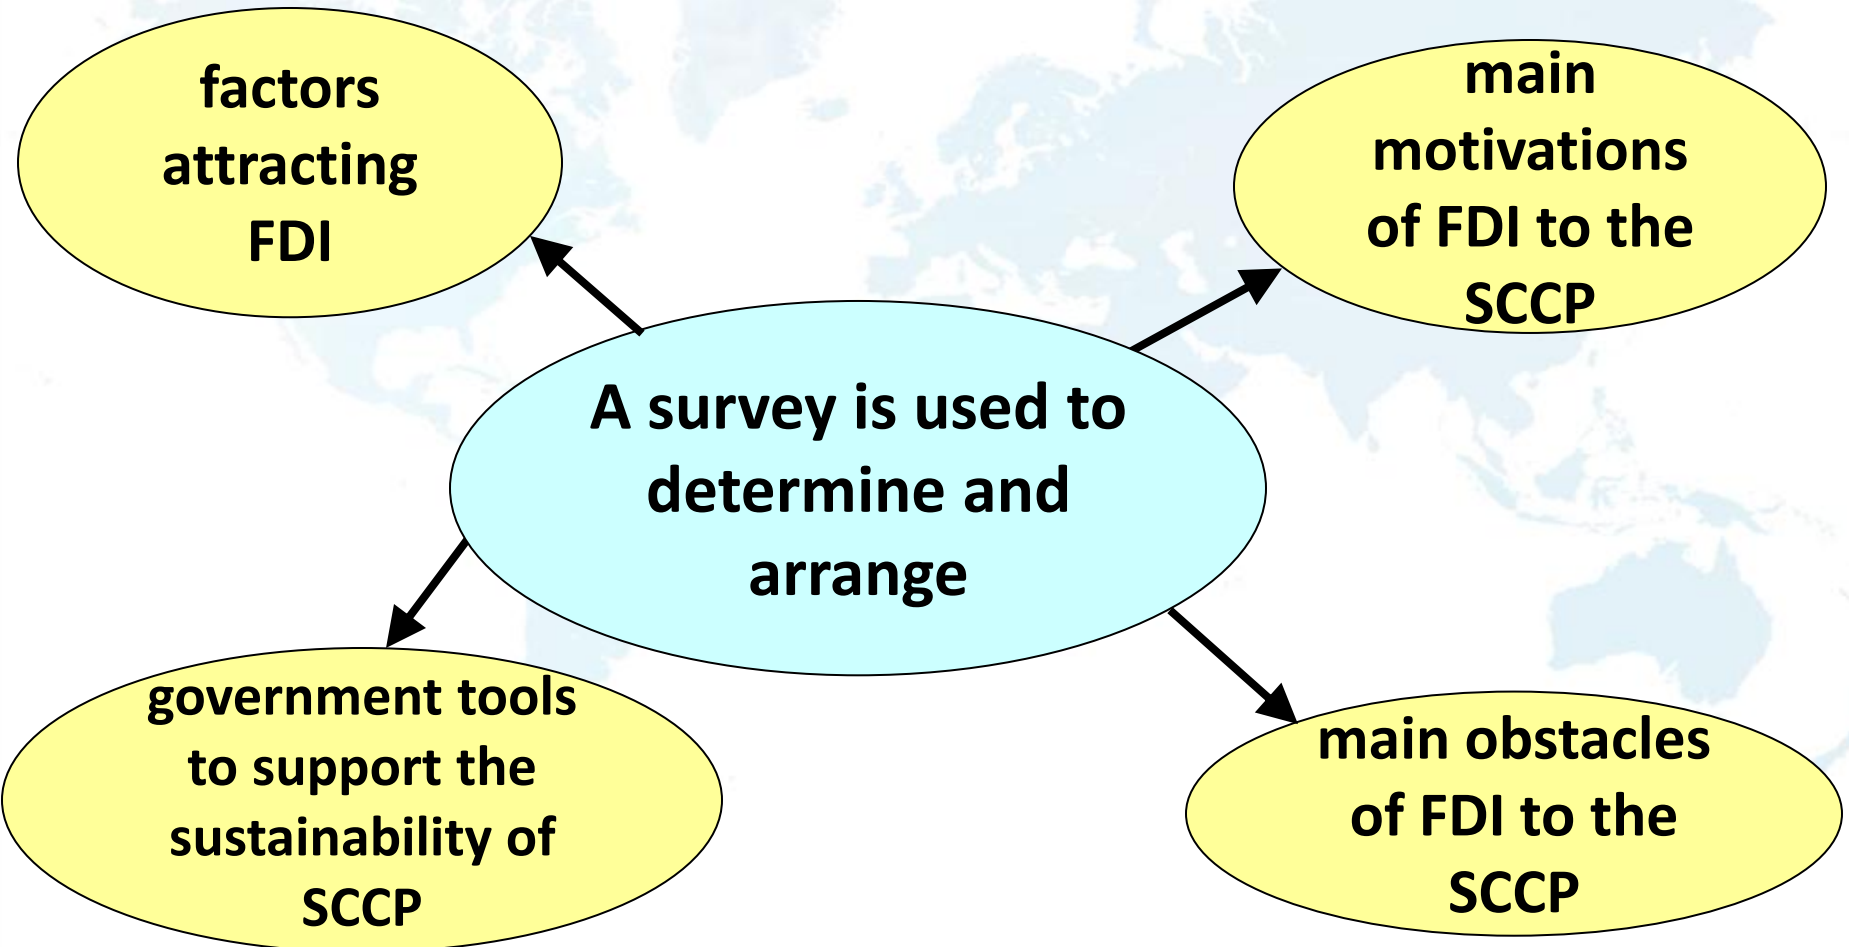 factors
attracting
FDI
main
motivations
of FDI to the
SCCP
A survey is used to
determine and
arrange
government tools
to support the
sustainability of
SCCP
main obstacles
of FDI to the
SCCP